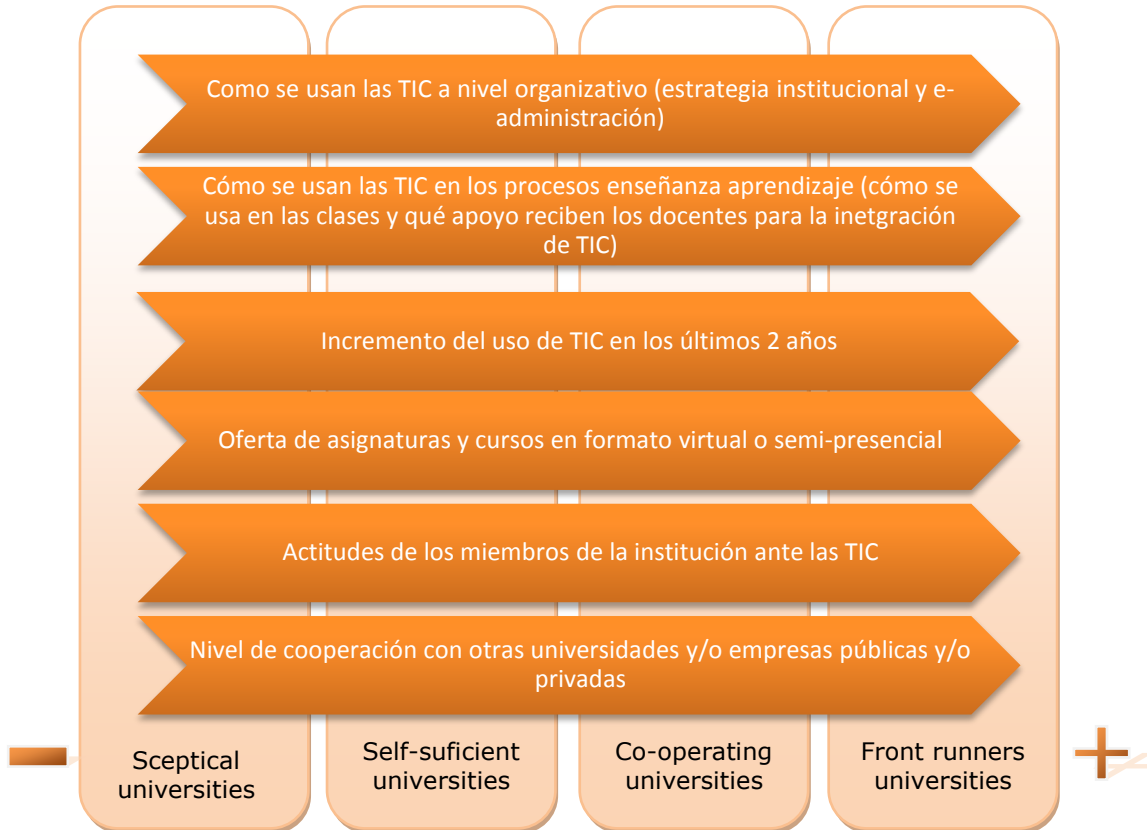 Como se usan las TIC a nivel organizativo (estrategia institucional y e-
administración)
Cómo se usan las TIC en los procesos enseñanza aprendizaje (cómo se
usa en las clases y qué apoyo reciben los docentes para la inetgración
de TIC)
Incremento del uso de TIC en los últimos 2 años
Oferta de asignaturas y cursos en formato virtual o semi-presencial
Actitudes de los miembros de la institución ante las TIC
Nivel de cooperación con otras universidades y/o empresas públicas y/o
privadas
Sceptical
universities
Self-suficient
universities
Co-operating
universities
Front runners
universities